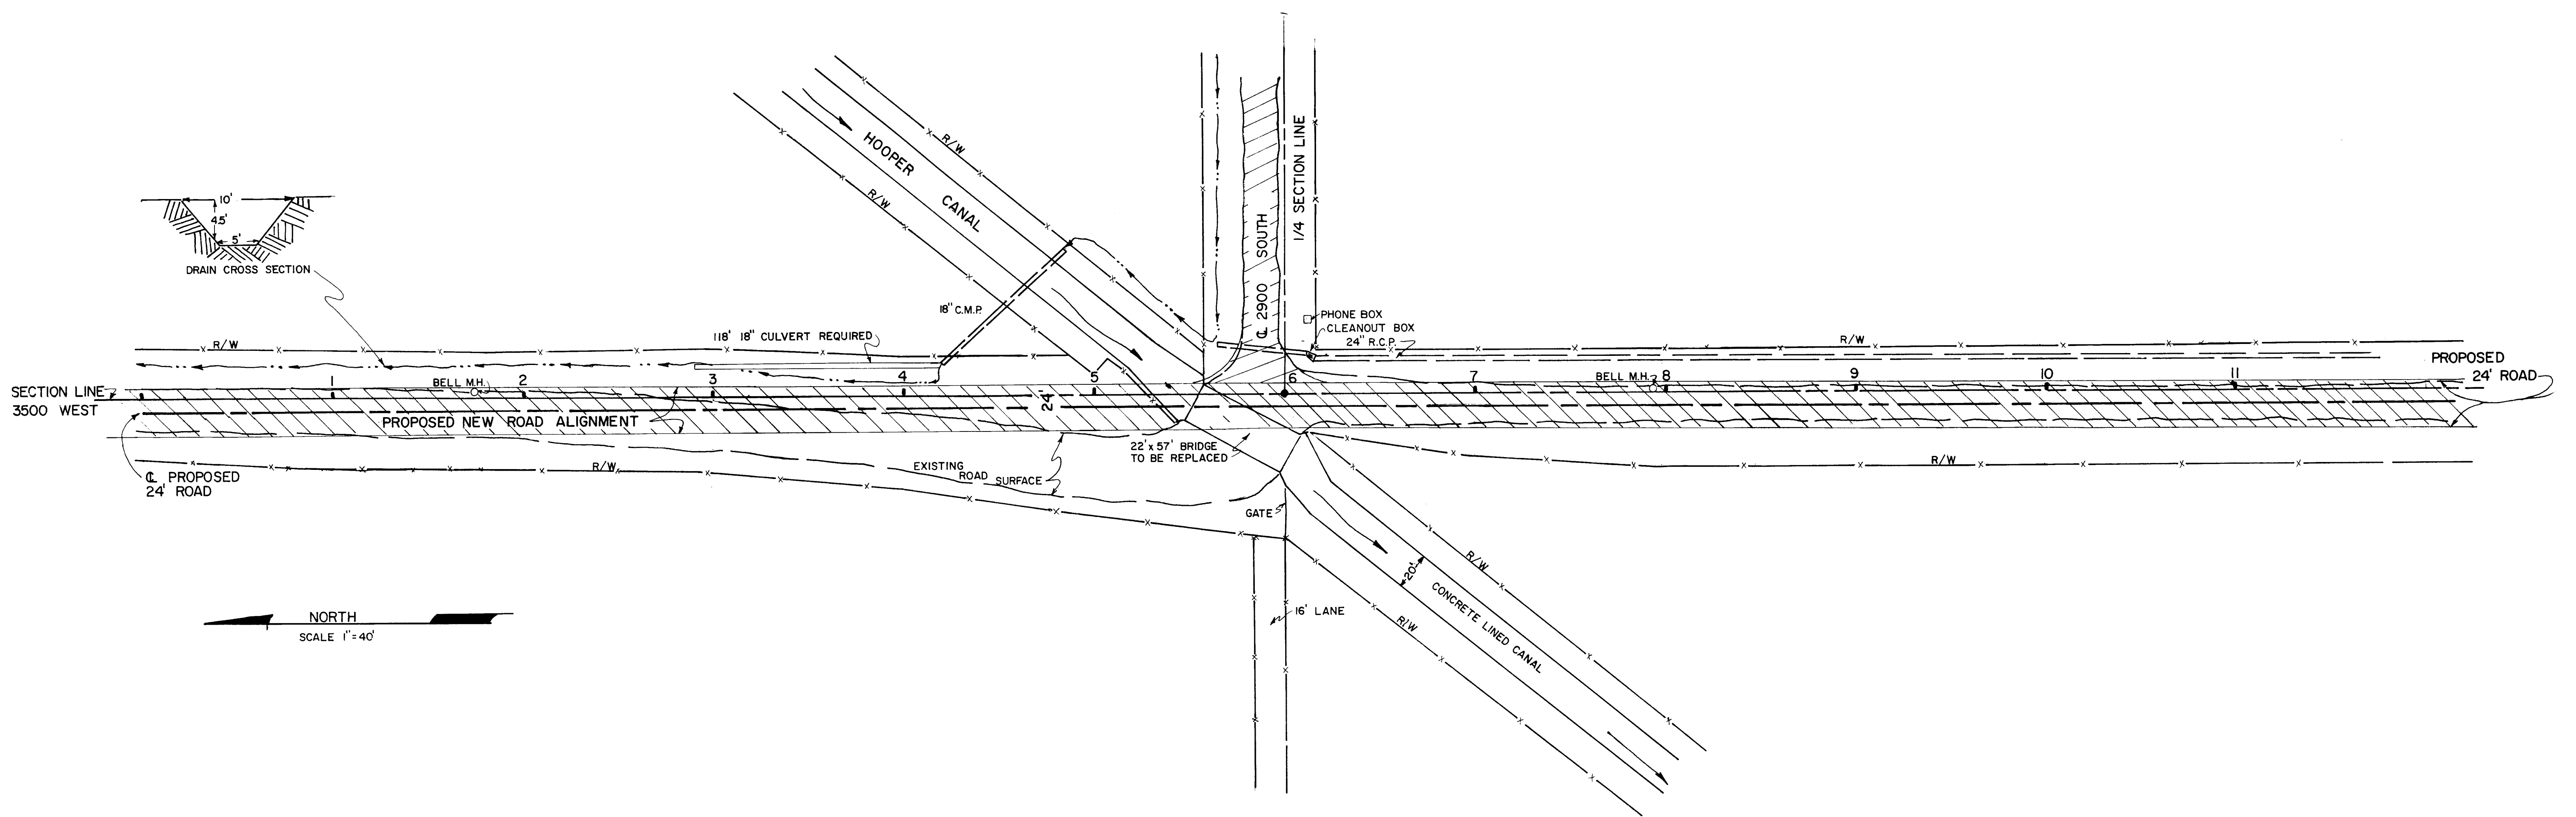 HOOPER CANAL
R/W
R/W
1/4 SECTION LINE
℄ 2900 SOUTH
10'
4.5'
5'
DRAIN CROSS SECTION
18" C.M.P.
118' 18" CULVERT REQUIRED
PHONE BOX
CLEANOUT BOX
24" R.C.P.
R/W
R/W
PROPOSED
24' ROAD
SECTION LINE
3500 WEST
1
BELL M.H.
2
3
4
5
6
7
BELL M.H.
8
9
10
11
24'
PROPOSED NEW ROAD ALIGNMENT
22' x 57' BRIDGE
TO BE REPLACED
R/W
R/W
EXISTING
ROAD SURFACE
℄ PROPOSED
24' ROAD
GATE
R/W
20'
CONCRETE LINED CANAL
R/W
16' LANE
NORTH
SCALE 1"=40'